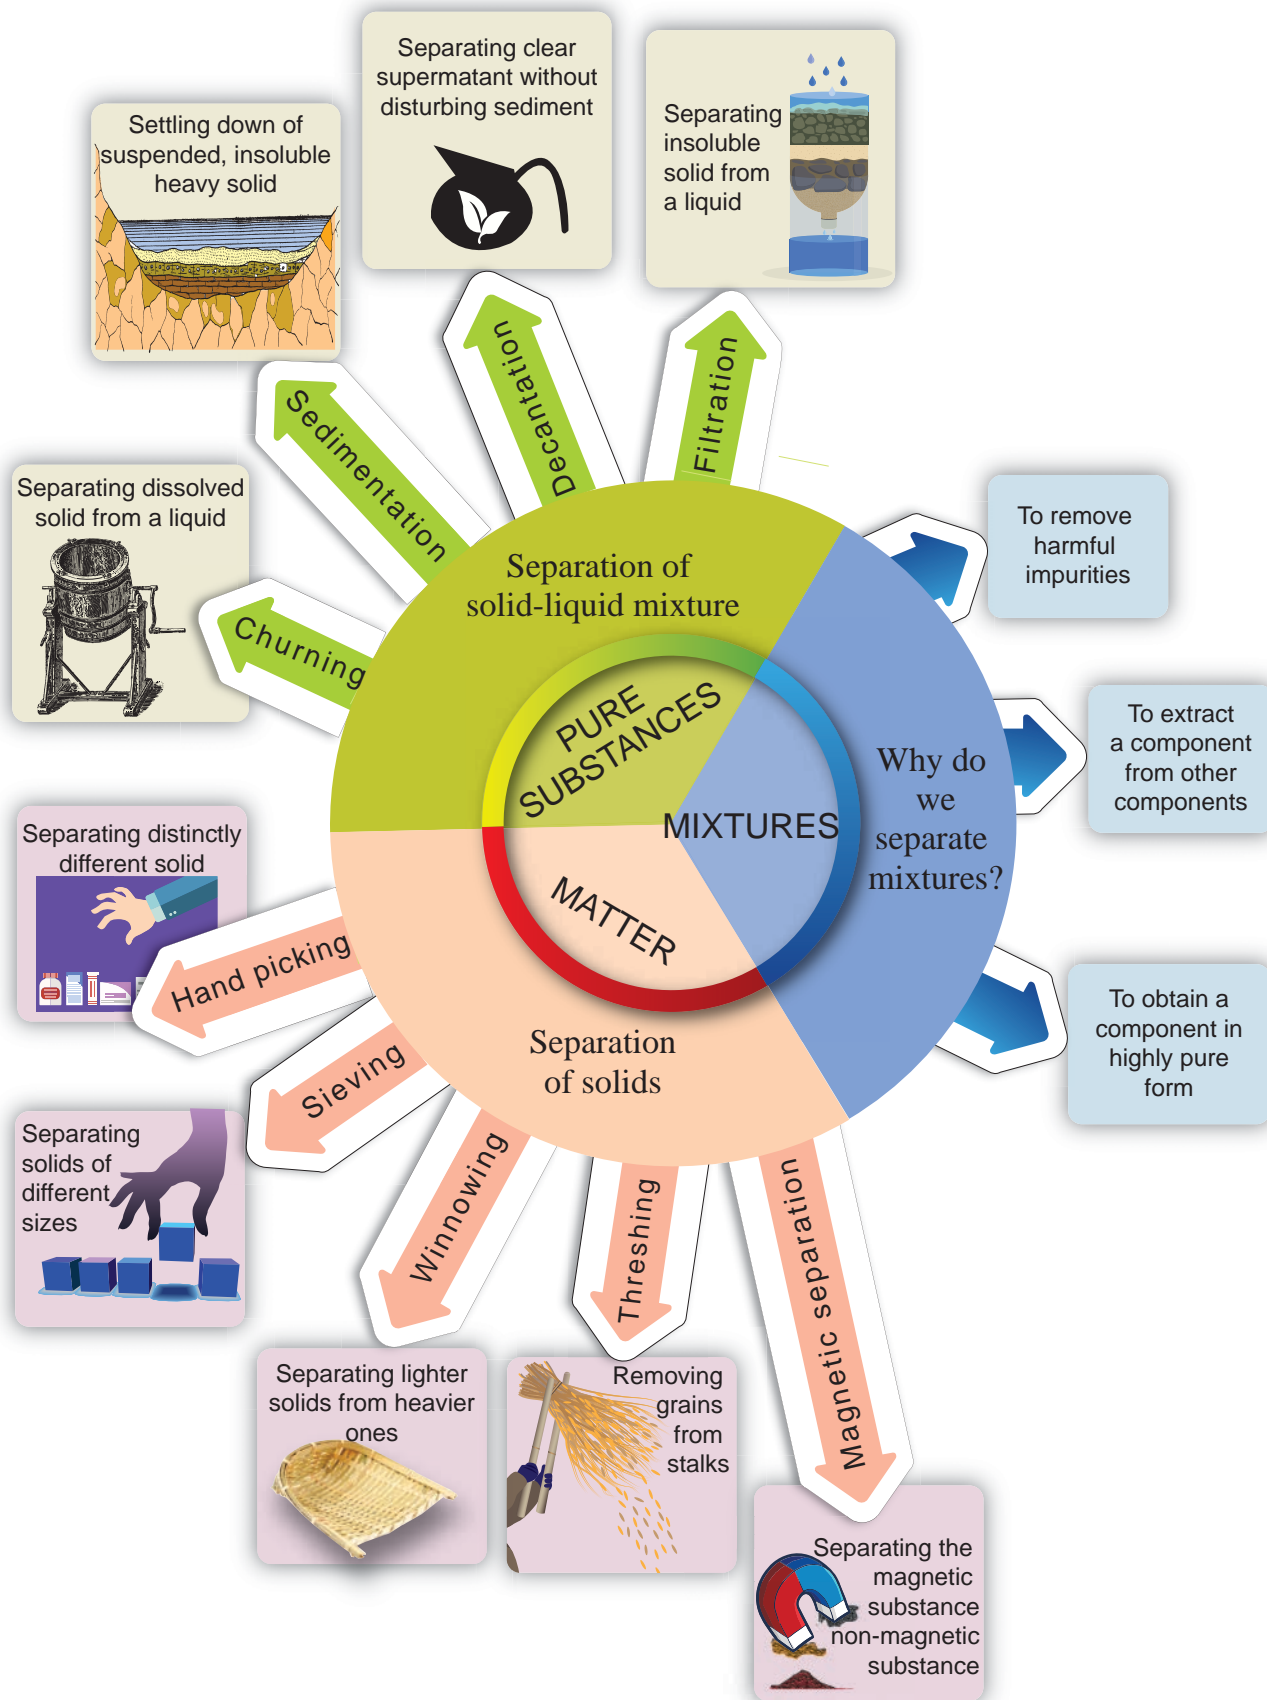 Separating clear
supermatant without
disturbing sediment
Separating
insoluble
solid from
a liquid
Settling down of
suspended, insoluble
heavy solid
Decantation
Filtration
Sedimentation
Separating dissolved
solid from a liquid
Churning
To remove
harmful
impurities
Separation of
solid-liquid mixture
PURE
SUBSTANCES
MIXTURES
MATTER
Why do
we
separate
mixtures?
To extract
a component
from other
components
To obtain a
component in
highly pure
form
Separating distinctly
different solid
Hand picking
Separation
of solids
Sieving
Separating
solids of
different
sizes
Winnowing
Threshing
Magnetic separation
Separating lighter
solids from heavier
ones
Removing
grains
from
stalks
Separating the
magnetic
substance
non-magnetic
substance